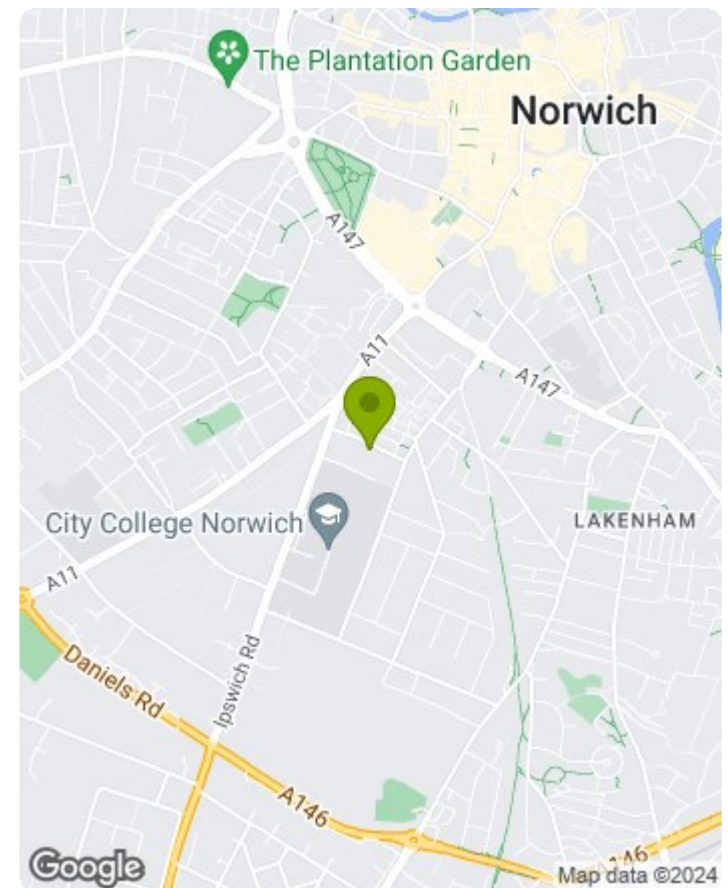 The Plantation Garden
Norwich
A147
A11
A147
City College Norwich
LAKENHAM
A11
Daniels Rd
Ipswich Rd
A146
A146
Google
Map data ©2024